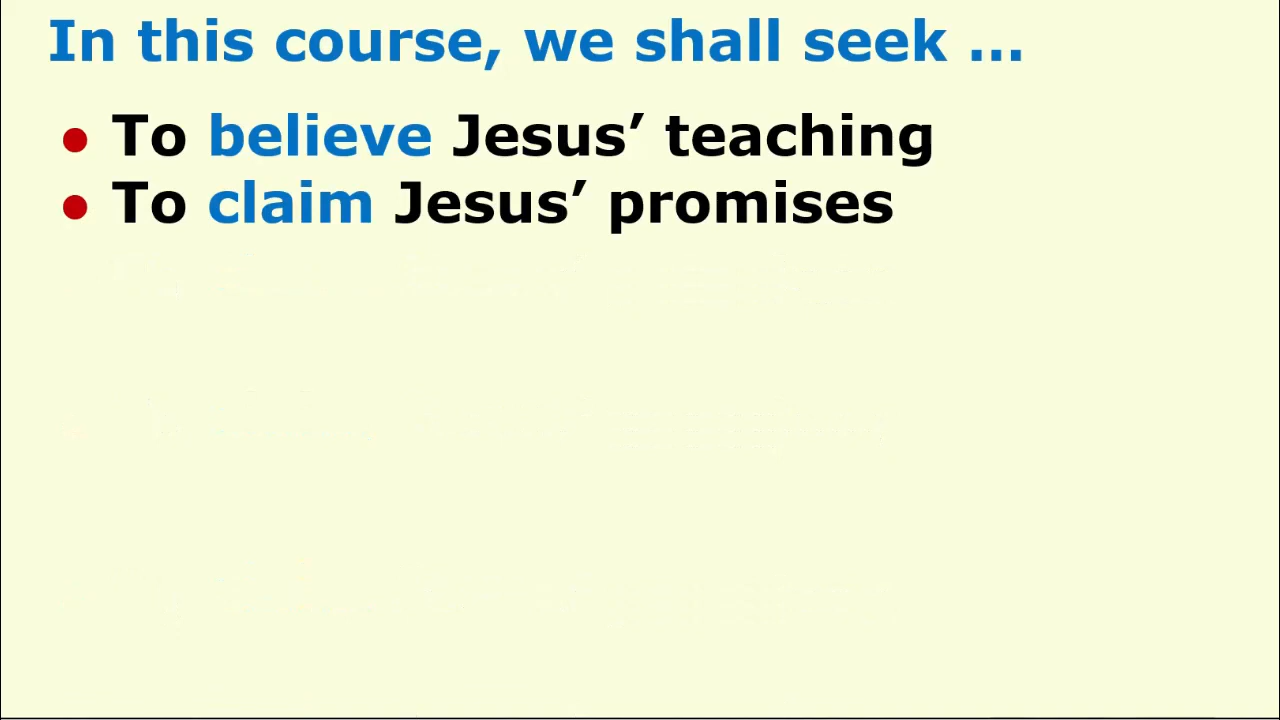 In this course, we shall seek ...
● To believe Jesus’ teaching
● To claim Jesus’ promises